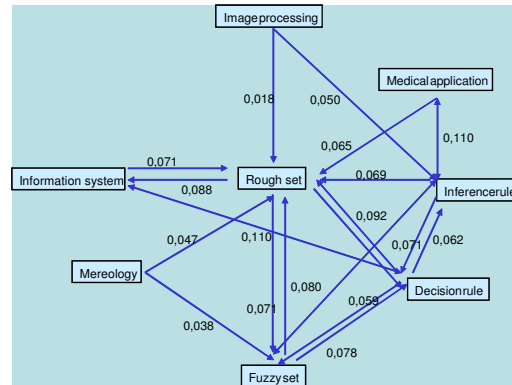 Image processing
0,018
0,050
Medical application
0,065
0,110
0,071
Information system
Rough set
0,069
Inference rule
0,088
0,092
0,047
0,110
0,071
0,062
Mereology
0,080
Decision rule
0,071
0,059
0,038
0,078
Fuzzy set